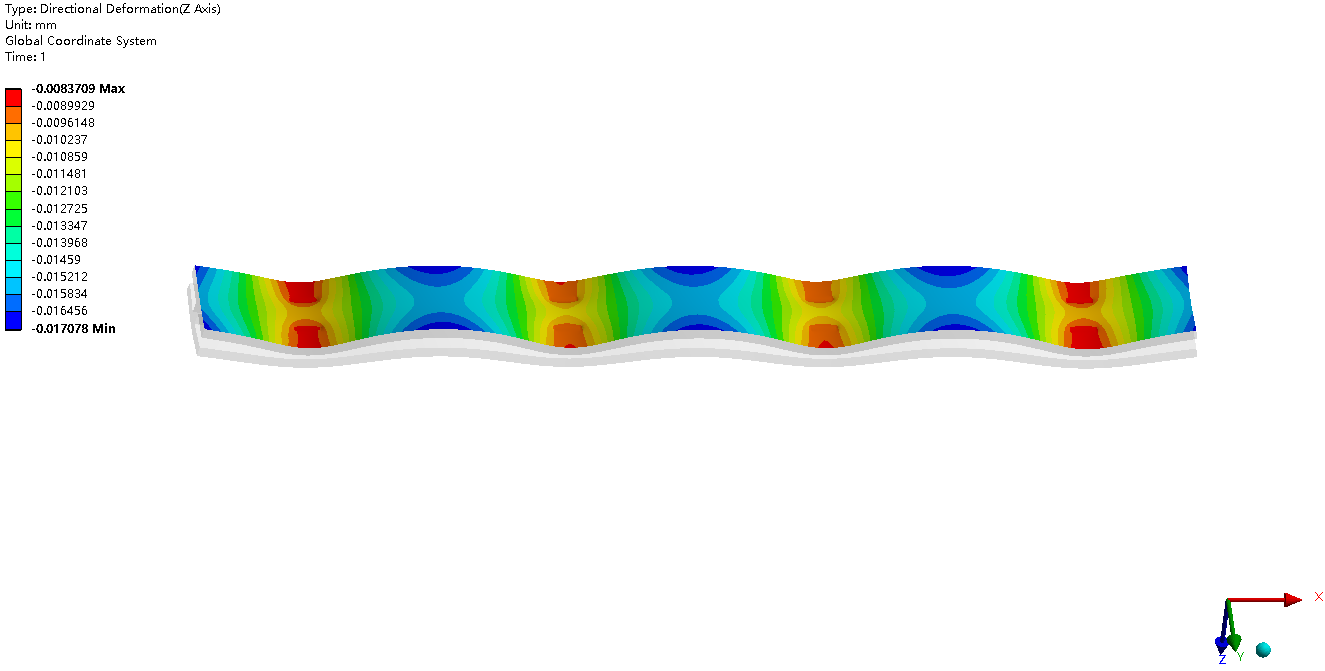 Type: Directional Deformation(Z Axis)
Unit: mm
Global Coordinate System
Time: 1
-0.0083709 Max
-0.0089929
-0.0096148
-0.010237
-0.010859
-0.011481
-0.012103
-0.012725
-0.013347
-0.013968
-0.01459
-0.015212
-0.015834
-0.016456
-0.017078 Min
X
Z
Y